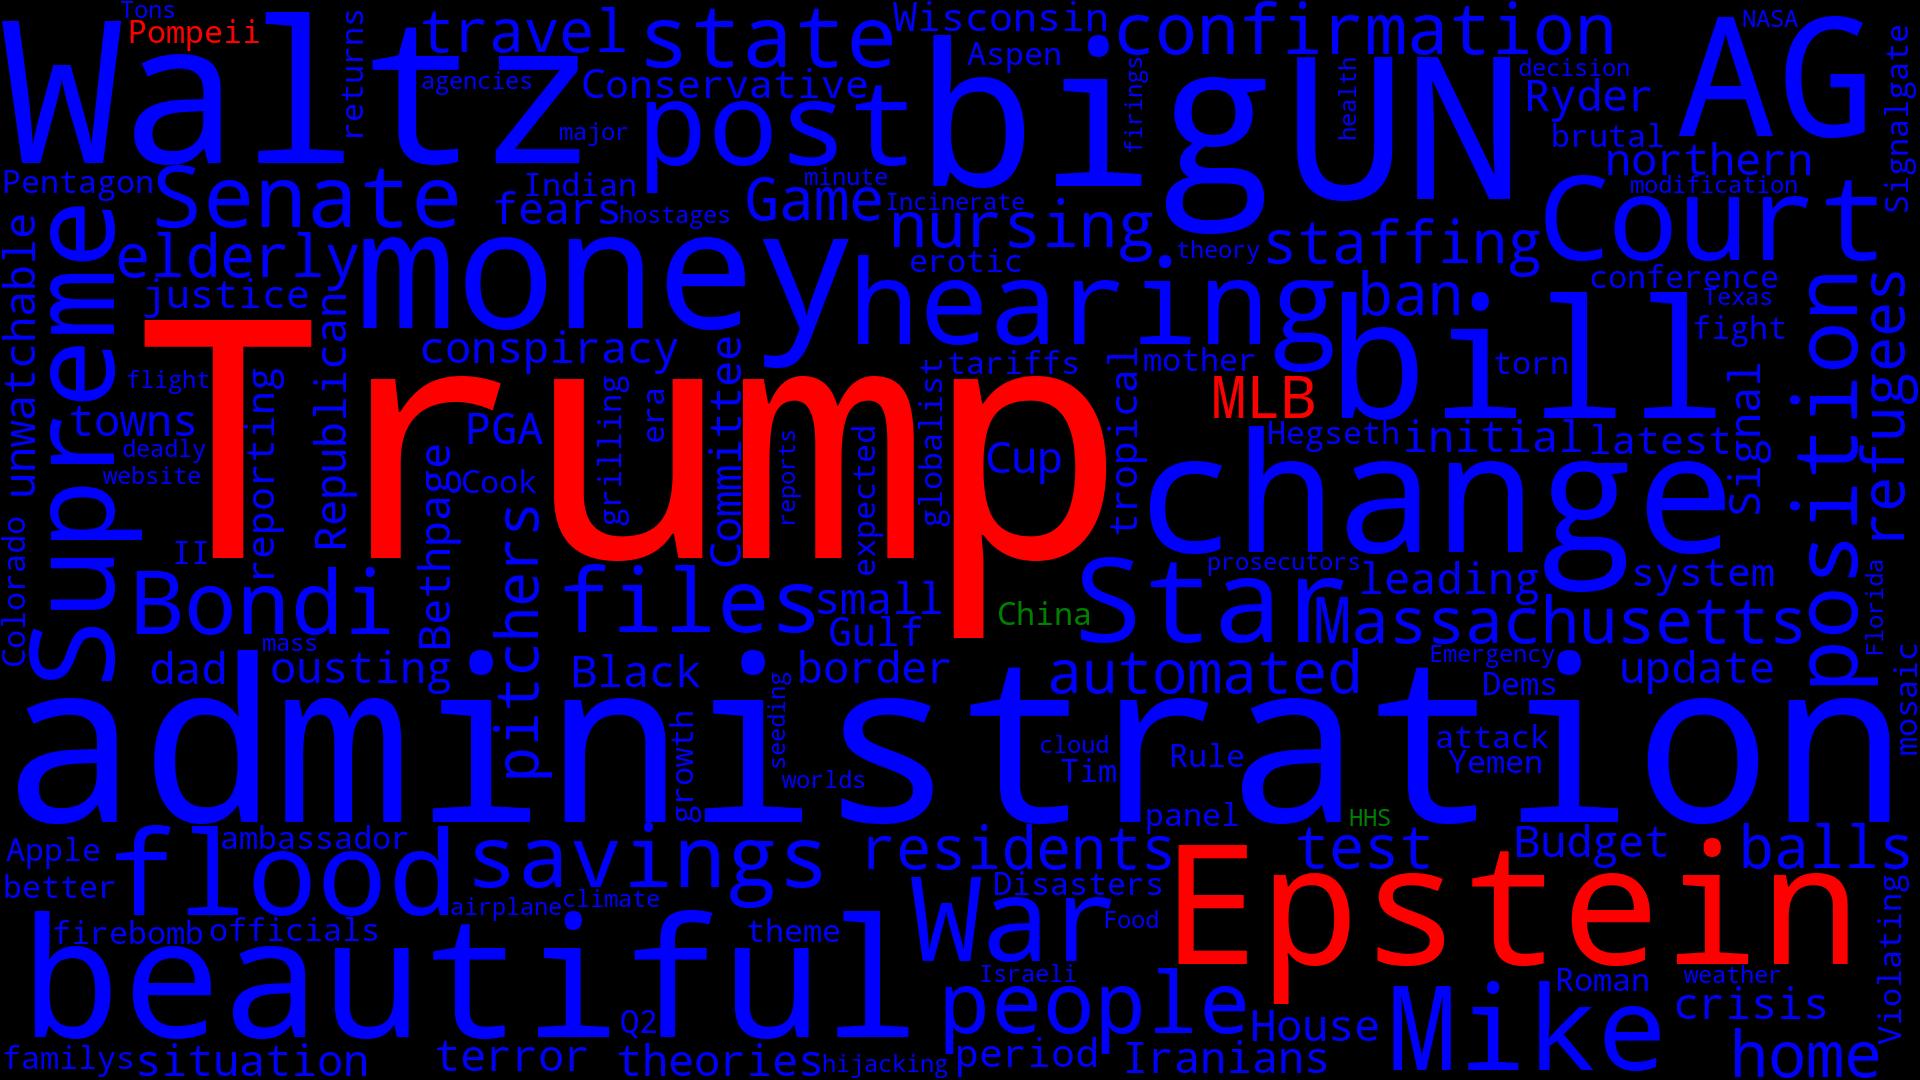 Tons
Pompeii
Waltz
returns
travel
agencies
state
Conservative
major
post
Wisconsin
Aspen
big
confirmation
firings
health
UN
decision
Ryder
brutal
NASA
AG
Signalgate
northern
modification
Pentagon
Senate
Indian
fears
hostages
minute
Game
Incinerate
nursing
erotic
theory
staffing
Court
conference
Texas
fight
unwatchable
Supreme
elderly
justice
Republican
money
hearing
ban
bill
position
refugees
conspiracy
Committee
tariffs
globalist
tropical
mother
MLB
torn
Trump
flight
towns
deadly
website
reporting
PGA
grilling
era
reports
expected
Cup
Hegseth
initial
latest
Signal
change
Cook
Bethpage
pitchers
II
Colorado
Bondi
files
small
Gulf
China
Star
prosecutors
leading
system
Massachusetts
Florida
mosaic
mass
dad
ousting
Black
border
automated
Emergency
Dems
update
administration
growth
seeding
worlds
cloud
Tim
Rule
attack
Yemen
panel
HHS
Apple
better
flood
ambassador
savings
airplane
climate
residents
test
Budget
balls
Disasters
War
Food
Epstein
Violating
firebomb
officials
beautiful
theme
Israeli
people
Roman
weather
crisis
Q2
House
Mike
home
familys
situation
terror
theories
hijacking
period
Iranians